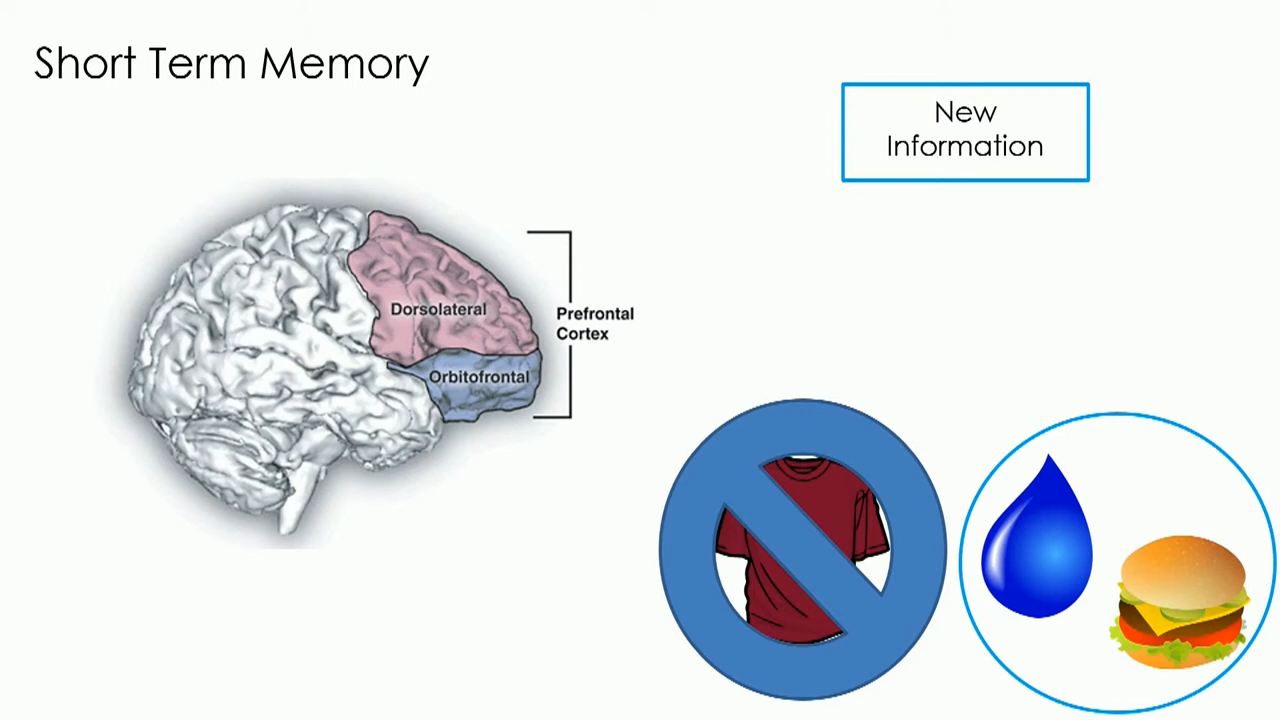 Short Term Memory
New
Information
Dorsolateral
Prefrontal
Cortex
Orbitofrontal